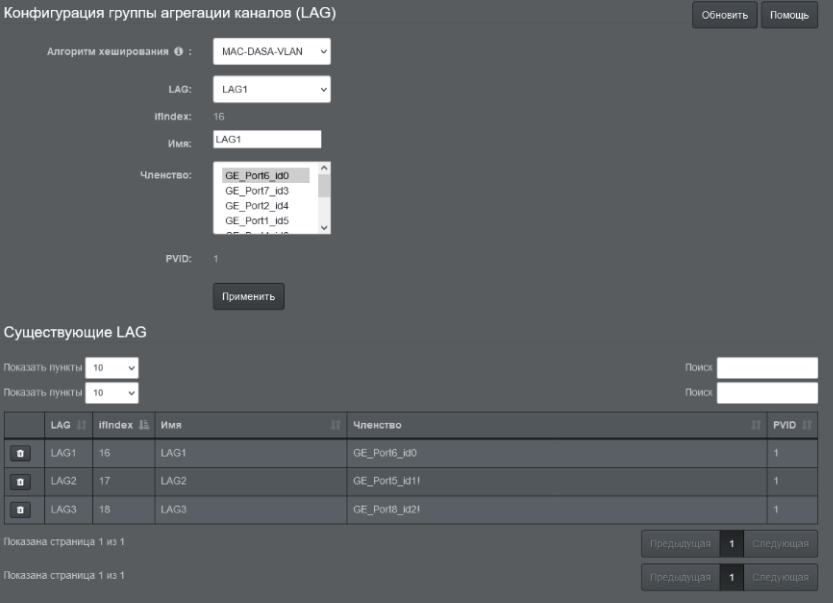 Конфигурация группы агрегации каналов (LAG)
Обновить Помощь
Алгоритм хеширования : MAC-DASA-VLAN
LAG: LAG1
ifIndex: 16
Имя: LAG1
Членство: GE_Port6_id0
GE_Port7_id3
GE_Port2_id4
GE_Port1_id5
PVID: 1
Применить
Существующие LAG
Показать пункты 10 Поиск
Показать пункты 10 Поиск
LAG ifIndex Имя Членство PVID
LAG1 16 LAG1 GE_Port6_id0 1
LAG2 17 LAG2 GE_Port5_id1! 1
LAG3 18 LAG3 GE_Port8_id2! 1
Показана страница 1 из 1 Предыдущая 1 Следующая
Показана страница 1 из 1 Предыдущая 1 Следующая